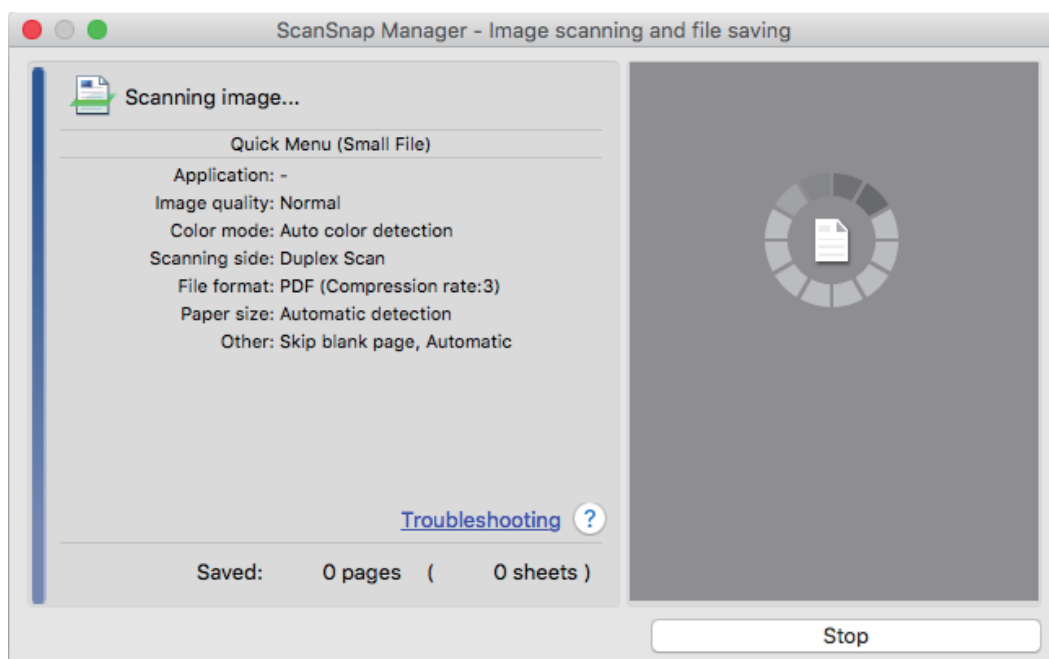 ScanSnap Manager - Image scanning and file saving
Scanning image...
Quick Menu (Small File)
Application: -
Image quality: Normal
Color mode: Auto color detection
Scanning side: Duplex Scan
File format: PDF (Compression rate:3)
Paper size: Automatic detection
Other: Skip blank page, Automatic
Troubleshooting ?
Saved: 0 pages ( 0 sheets )
Stop